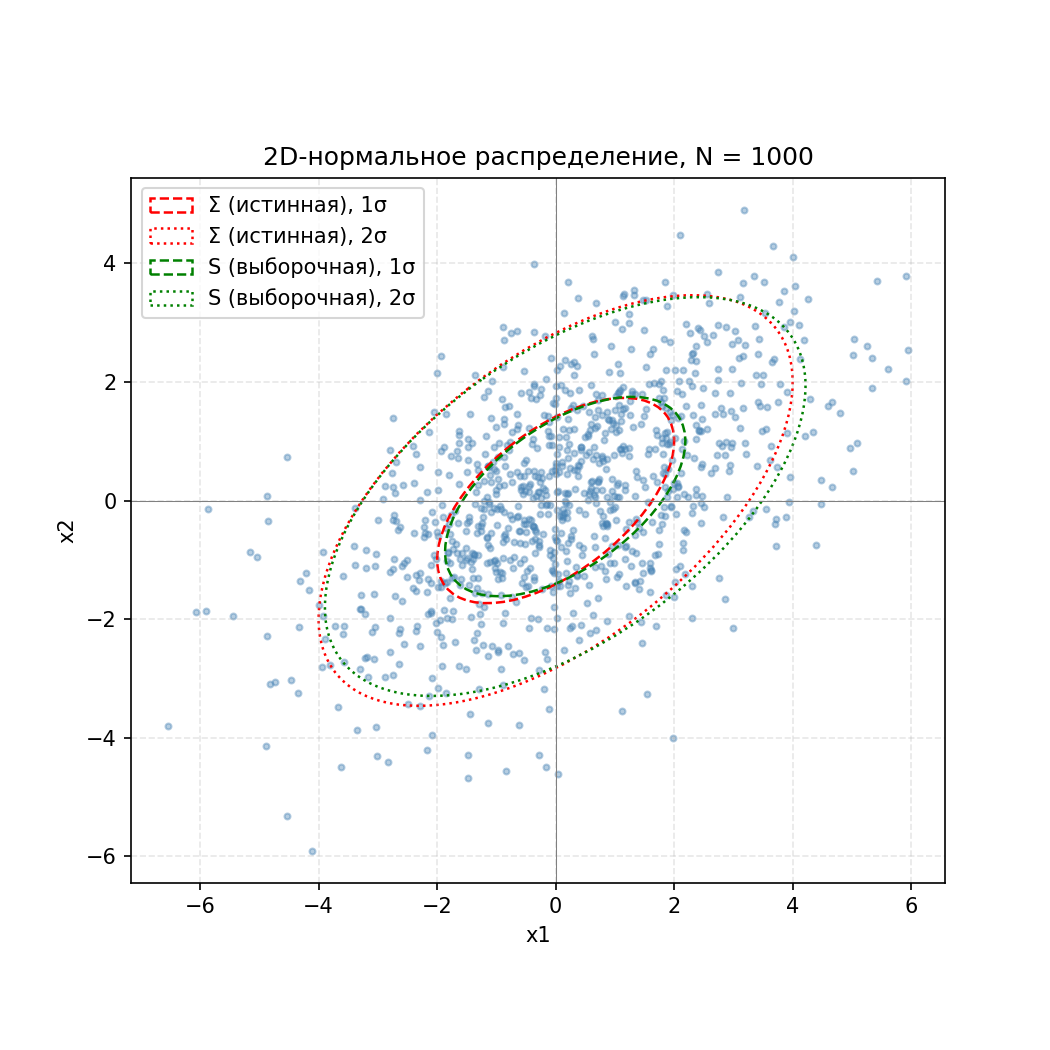 2D-нормальное распределение, N = 1000
Σ (истинная), 1σ
Σ (истинная), 2σ
S (выборочная), 1σ
S (выборочная), 2σ
4
2
0
−2
−4
−6
x2
−6 −4 −2 0 2 4 6
x1